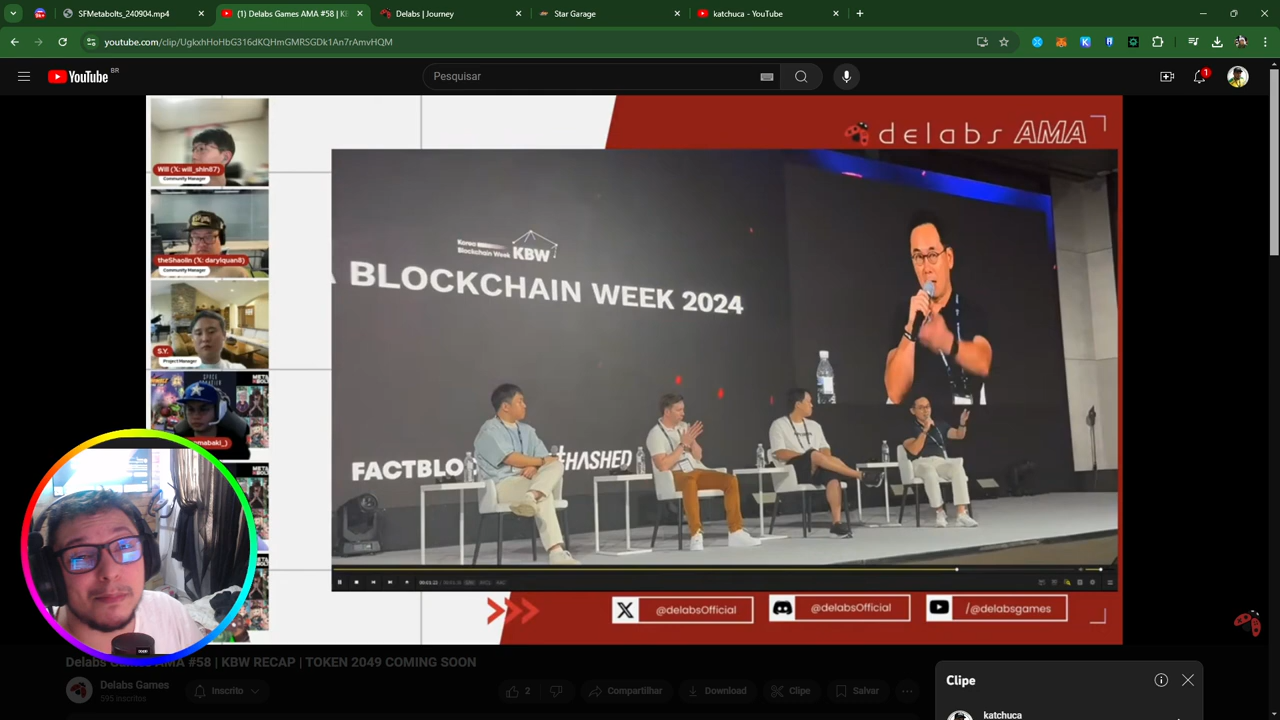 SFMetabolts_240904.mp4
(1) Delabs Games AMA #58 | KB
Delabs | Journey
Star Garage
katchuca - YouTube
youtube.com/clip/UgkxhHoHbG316dKQHmGMRSGDk1An7rAmvHQM
YouTube BR
Pesquisar
1
delabs AMA
Will (X: will_shin87)
Community Manager
theShaolin (X: darylquan8)
Community Manager
S.Y.
Project Manager
Korea
Blockchain Week KBW
BLOCKCHAIN WEEK 2024
FACTBLO
HASHED
@delabsOfficial
@delabsOfficial
/@delabsgames
Delabs Games AMA #58 | KBW RECAP | TOKEN 2049 COMING SOON
Delabs Games
595 inscritos
Inscrito
2
Compartilhar
Download
Clipe
Salvar
Clipe
katchuca